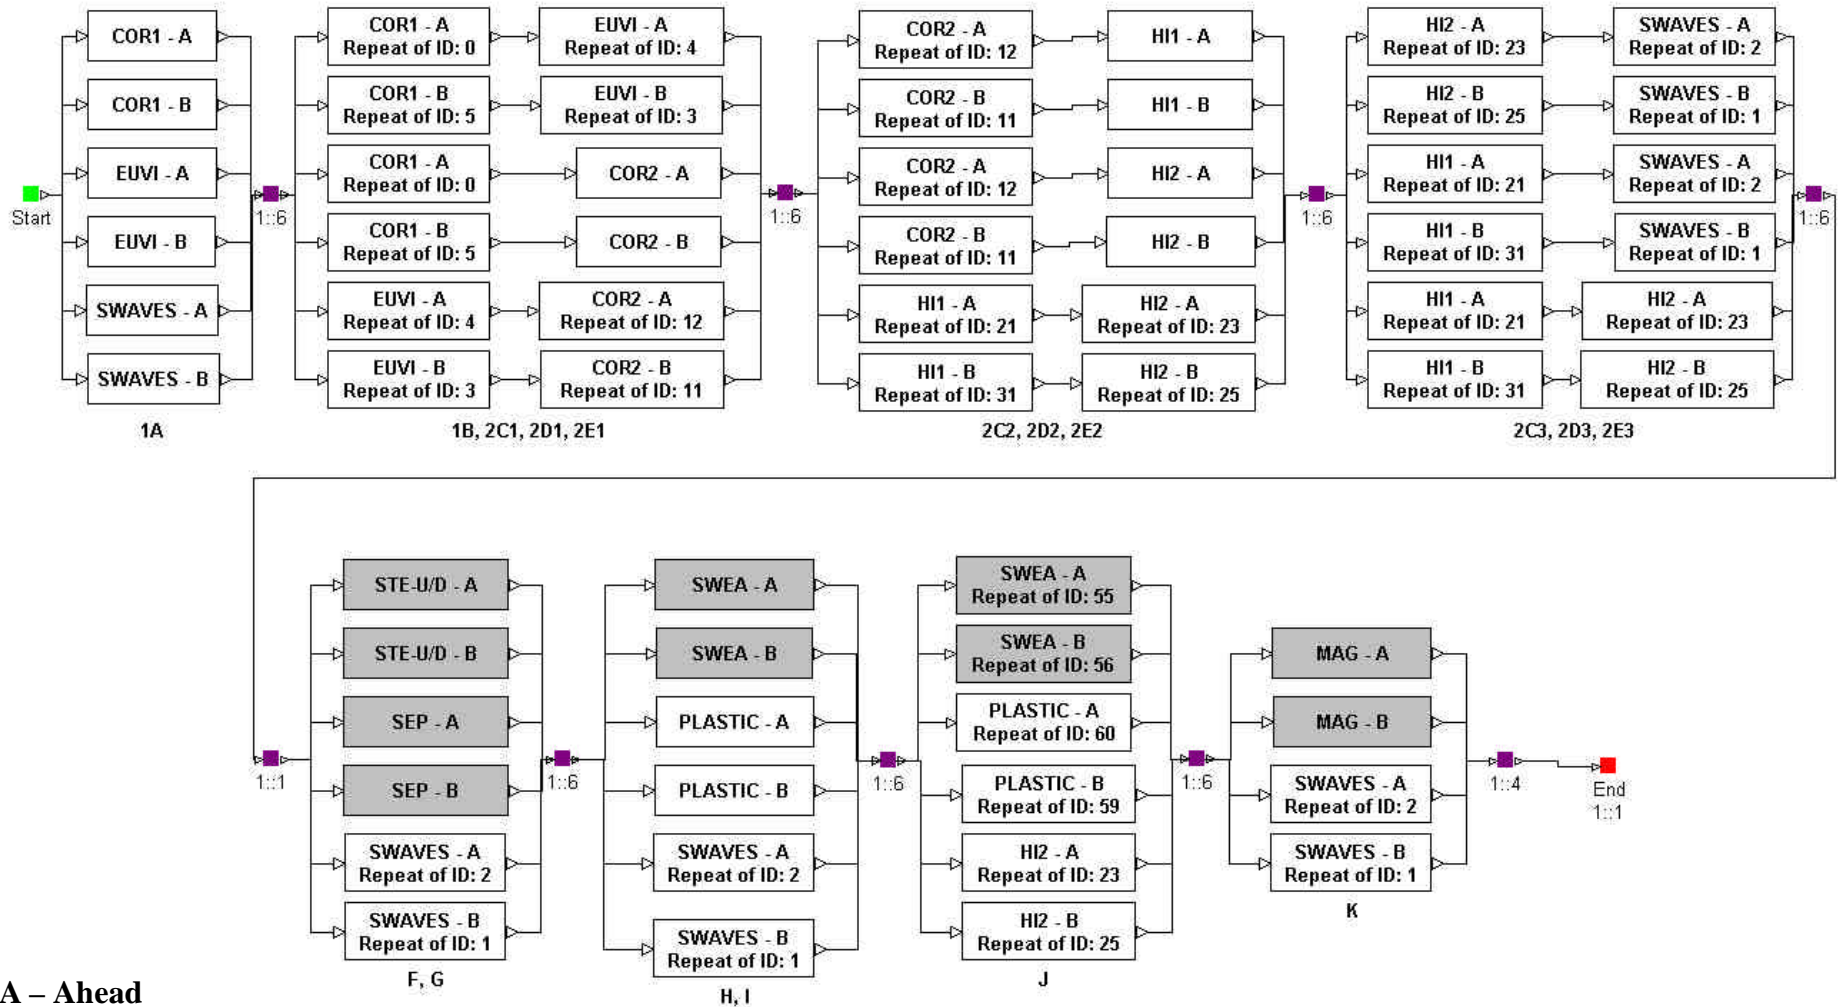 COR1 - A
COR1 - B
EUVI - A
EUVI - B
SWAVES - A
SWAVES - B
Start
1::6
1A
COR1 - A
Repeat of ID: 0
EUVI - A
Repeat of ID: 4
COR1 - B
Repeat of ID: 5
EUVI - B
Repeat of ID: 3
COR1 - A
Repeat of ID: 0
COR2 - A
COR1 - B
Repeat of ID: 5
COR2 - B
EUVI - A
Repeat of ID: 4
COR2 - A
Repeat of ID: 12
EUVI - B
Repeat of ID: 3
COR2 - B
Repeat of ID: 11
1::6
1B, 2C1, 2D1, 2E1
COR2 - A
Repeat of ID: 12
HI1 - A
COR2 - B
Repeat of ID: 11
HI1 - B
COR2 - A
Repeat of ID: 12
HI2 - A
COR2 - B
Repeat of ID: 11
HI2 - B
HI1 - A
Repeat of ID: 21
HI2 - A
Repeat of ID: 23
HI1 - B
Repeat of ID: 31
HI2 - B
Repeat of ID: 25
1::6
2C2, 2D2, 2E2
HI2 - A
Repeat of ID: 23
SWAVES - A
Repeat of ID: 2
HI2 - B
Repeat of ID: 25
SWAVES - B
Repeat of ID: 1
HI1 - A
Repeat of ID: 21
SWAVES - A
Repeat of ID: 2
HI1 - B
Repeat of ID: 31
SWAVES - B
Repeat of ID: 1
HI1 - A
Repeat of ID: 21
HI2 - A
Repeat of ID: 23
HI1 - B
Repeat of ID: 31
HI2 - B
Repeat of ID: 25
1::6
2C3, 2D3, 2E3
1::1
STE-U/D - A
STE-U/D - B
SEP - A
SEP - B
SWAVES - A
Repeat of ID: 2
SWAVES - B
Repeat of ID: 1
1::6
F, G
SWEA - A
SWEA - B
PLASTIC - A
PLASTIC - B
SWAVES - A
Repeat of ID: 2
SWAVES - B
Repeat of ID: 1
1::6
H, I
SWEA - A
Repeat of ID: 55
SWEA - B
Repeat of ID: 56
PLASTIC - A
Repeat of ID: 60
PLASTIC - B
Repeat of ID: 59
HI2 - A
Repeat of ID: 23
HI2 - B
Repeat of ID: 25
1::6
J
MAG - A
MAG - B
SWAVES - A
Repeat of ID: 2
SWAVES - B
Repeat of ID: 1
1::4
K
End
1::1
A – Ahead